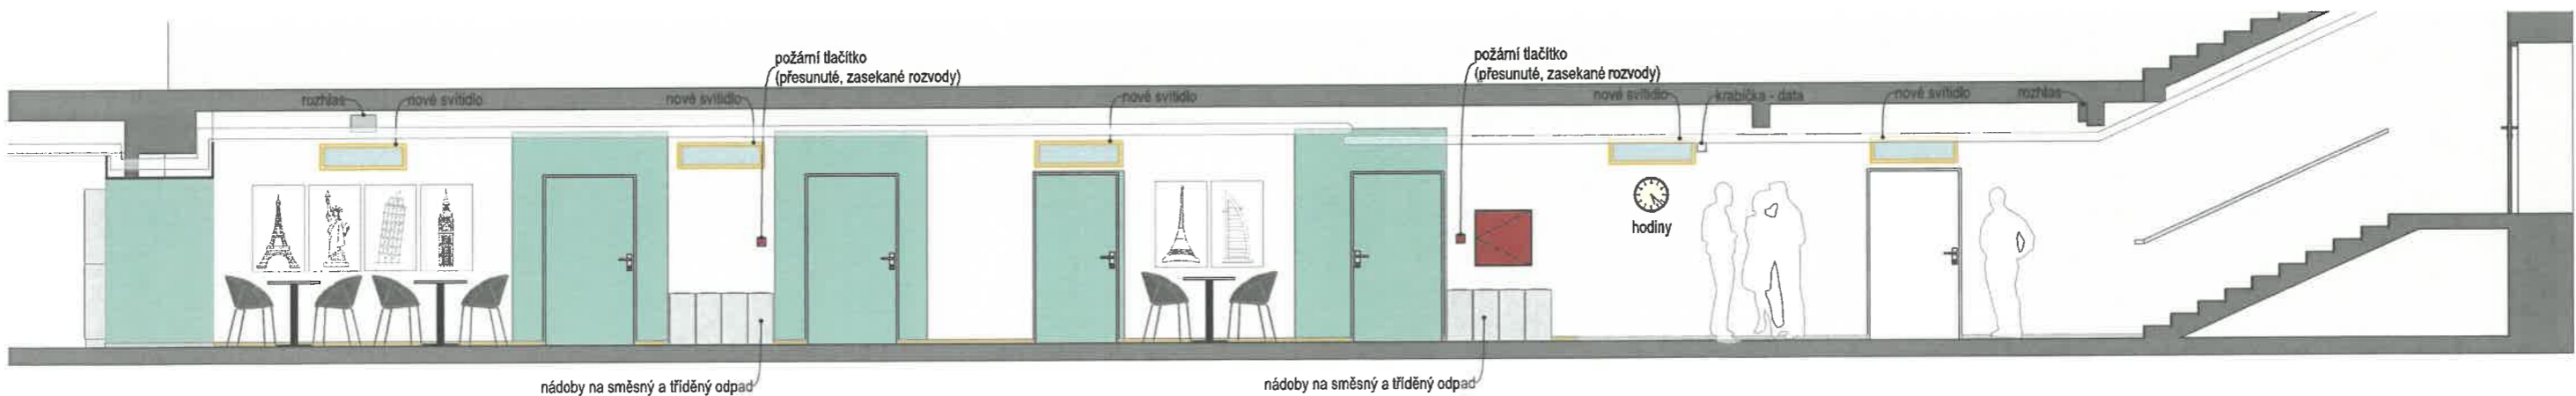 požární tlačítko
(přesunuté, zasekané rozvody)
požární tlačítko
(přesunuté, zasekané rozvody)
rozhlas
nové svítidlo
nové svítidlo
nové svítidlo
nové svítidlo
krabička - data
nové svítidlo
rozhlas
hodiny
nádoby na směsný a tříděný odpad
nádoby na směsný a tříděný odpad